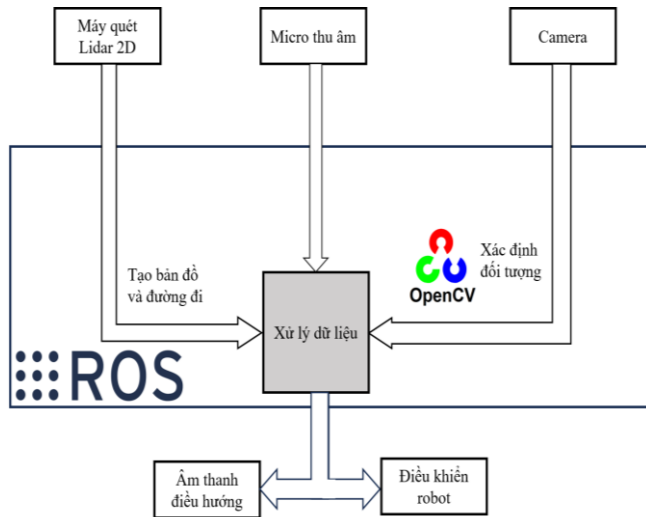 Máy quét
Lidar 2D
Micro thu âm
Camera
Tạo bản đồ
và đường đi
OpenCV
Xác định
đối tượng
Xử lý dữ liệu
ROS
Âm thanh
điều hướng
Điều khiển
robot